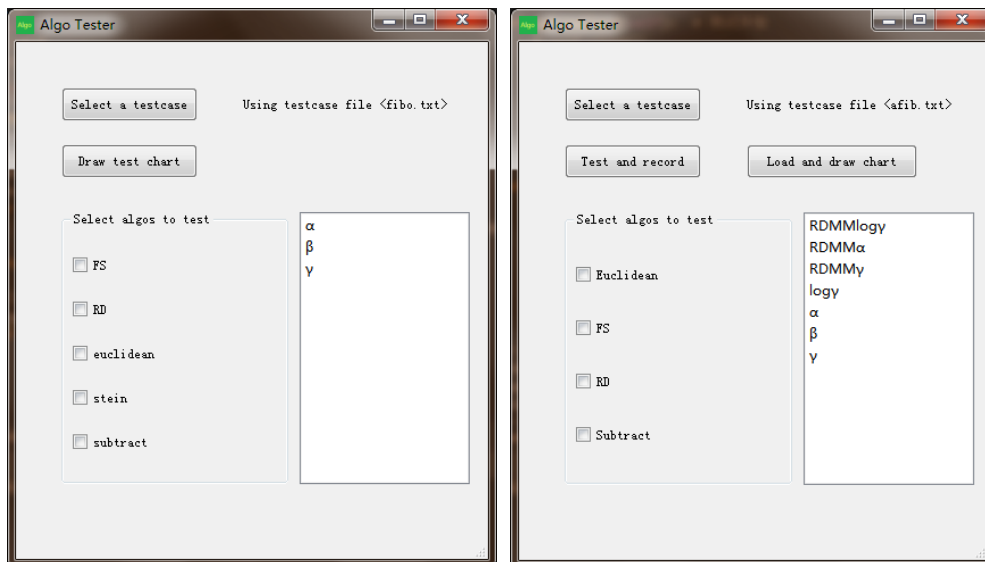 Algo Algo Tester
Select a testcase Using testcase file <fibo.txt>
Draw test chart
Select algos to test
FS
RD
euclidean
stein
subtract
α
β
γ
Algo Algo Tester
Select a testcase Using testcase file <afib.txt>
Test and record Load and draw chart
Select algos to test
Euclidean
FS
RD
Subtract
RDMMlogγ
RDMMα
RDMMγ
logγ
α
β
γ